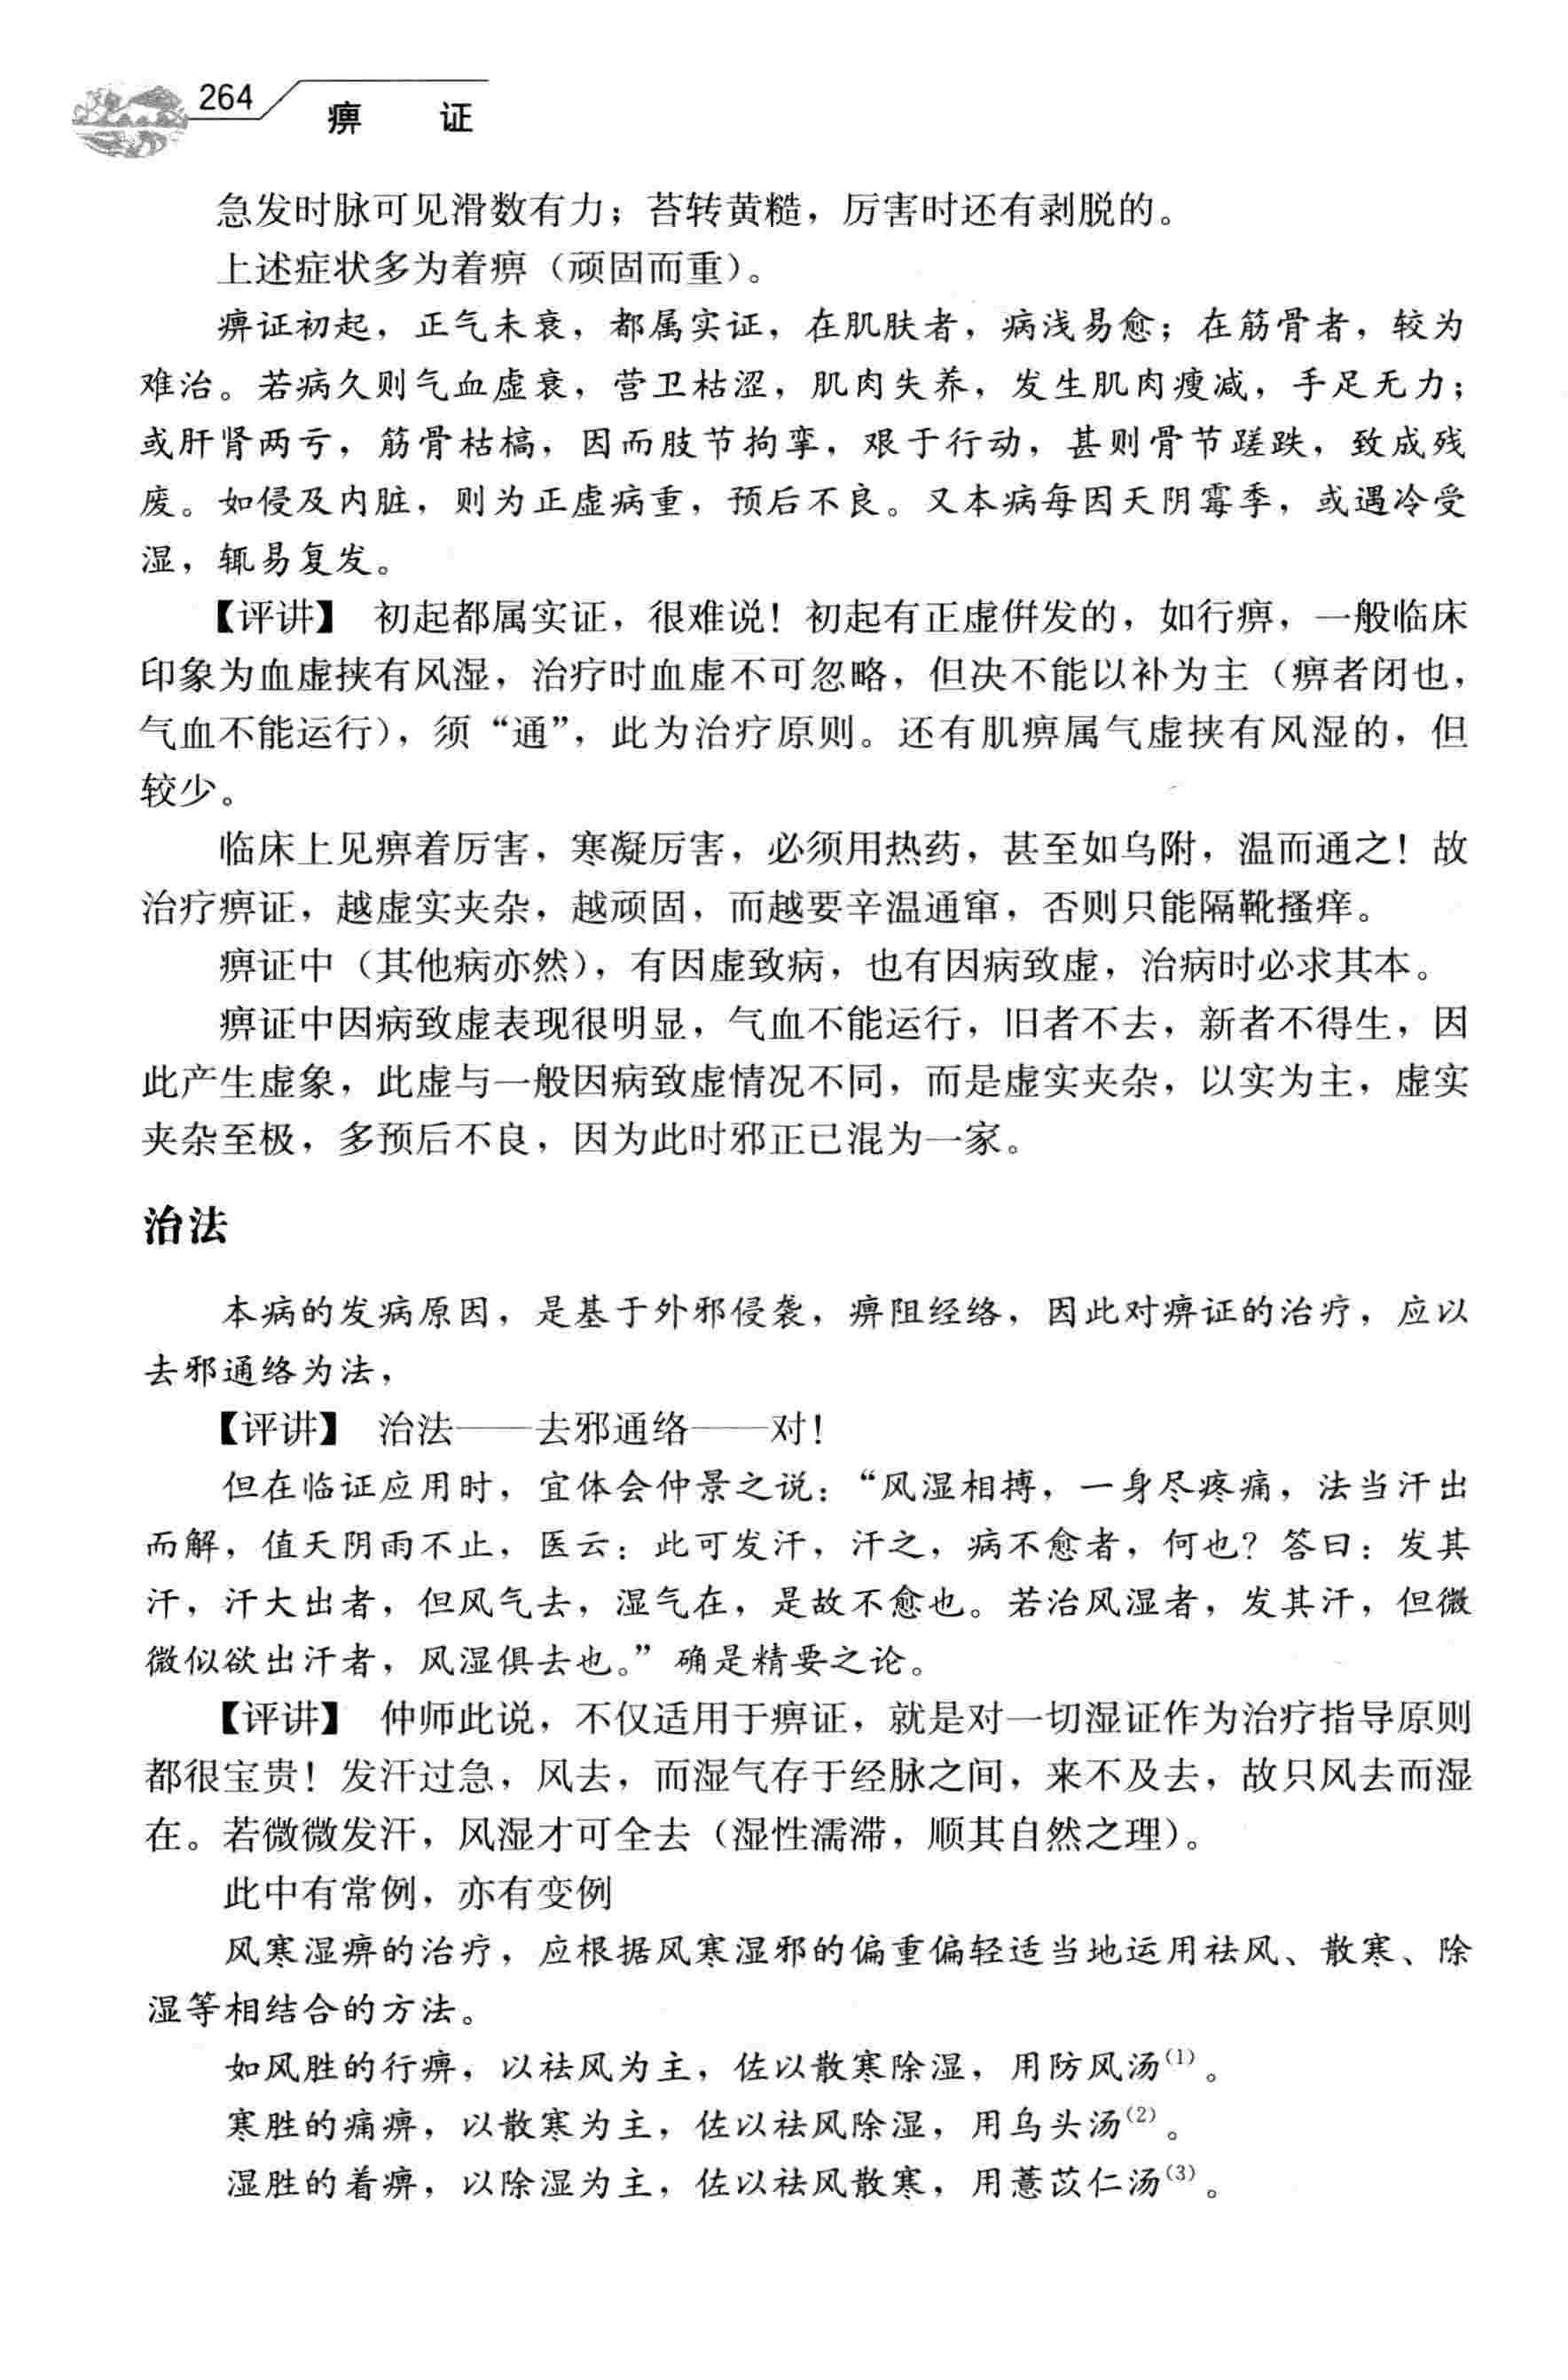 264
痹 证
急发时脉可见滑数有力；苔转黄糙，厉害时还有剥脱的。
上述症状多为着痹（顽固而重）。
痹证初起，正气未衰，都属实证，在肌肤者，病浅易愈；在筋骨者，较为
难治。若病久则气血虚衰，营卫枯涩，肌肉失养，发生肌肉瘦减，手足无力；
或肝肾两亏，筋骨枯槁，因而肢节拘挛，艰于行动，甚则骨节蹉跌，致成残
废。如侵及内脏，则为正虚病重，预后不良。又本病每因天阴霉季，或遇冷受
湿，辄易复发。
【评讲】 初起都属实证，很难说！初起有正虚併发的，如行痹，一般临床
印象为血虚挟有风湿，治疗时血虚不可忽略，但决不能以补为主（痹者闭也，
气血不能运行），须“通”，此为治疗原则。还有肌痹属气虚挟有风湿的，但
较少。
临床上见痹着厉害，寒凝厉害，必须用热药，甚至如乌附，温而通之！故
治疗痹证，越虚实夹杂，越顽固，而越要辛温通窜，否则只能隔靴搔痒。
痹证中（其他病亦然），有因虚致病，也有因病致虚，治病时必求其本。
痹证中因病致虚表现很明显，气血不能运行，旧者不去，新者不得生，因
此产生虚象，此虚与一般因病致虚情况不同，而是虚实夹杂，以实为主，虚实
夹杂至极，多预后不良，因为此时邪正已混为一家。
治法
本病的发病原因，是基于外邪侵袭，痹阻经络，因此对痹证的治疗，应以
去邪通络为法，
【评讲】 治法——去邪通络——对！
但在临证应用时，宜体会仲景之说：“风湿相搏，一身尽疼痛，法当汗出
而解，值天阴雨不止，医云：此可发汗，汗之，病不愈者，何也？答曰：发其
汗，汗大出者，但风气去，湿气在，是故不愈也。若治风湿者，发其汗，但微
微似欲出汗者，风湿俱去也。”确是精要之论。
【评讲】 仲师此说，不仅适用于痹证，就是对一切湿证作为治疗指导原则
都很宝贵！发汗过急，风去，而湿气存于经脉之间，来不及去，故只风去而湿
在。若微微发汗，风湿才可全去（湿性濡滞，顺其自然之理）。
此中有常例，亦有变例
风寒湿痹的治疗，应根据风寒湿邪的偏重偏轻适当地运用祛风、散寒、除
湿等相结合的方法。
如风胜的行痹，以祛风为主，佐以散寒除湿，用防风汤⁽¹⁾。
寒胜的痛痹，以散寒为主，佐以祛风除湿，用乌头汤⁽²⁾。
湿胜的着痹，以除湿为主，佐以祛风散寒，用薏苡仁汤⁽³⁾。